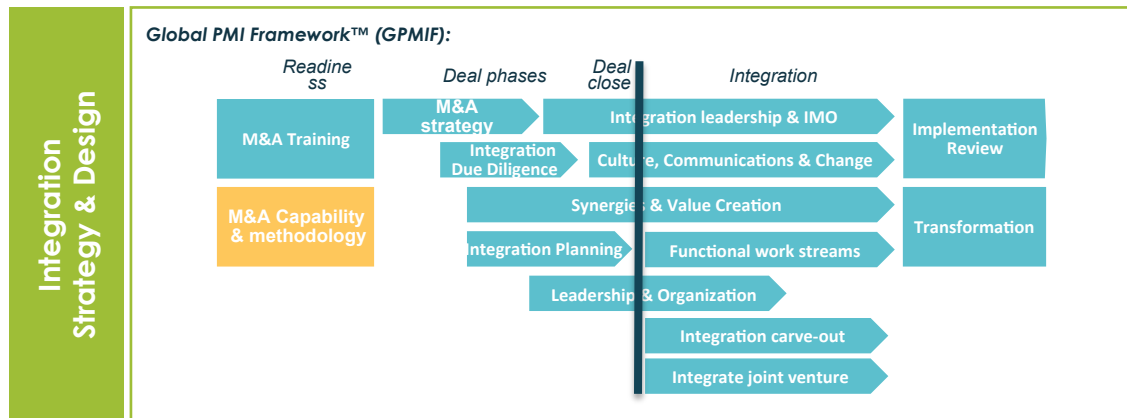 Integration
Strategy & Design
Global PMI Framework™ (GPMIF):
Readine
ss
Deal phases
Deal
close
Integration
M&A Training
M&A
strategy
Integration leadership & IMO
Implementation
Review
Integration
Due Diligence
Culture, Communications & Change
M&A Capability
& methodology
Synergies & Value Creation
Transformation
Integration Planning
Functional work streams
Leadership & Organization
Integration carve-out
Integrate joint venture